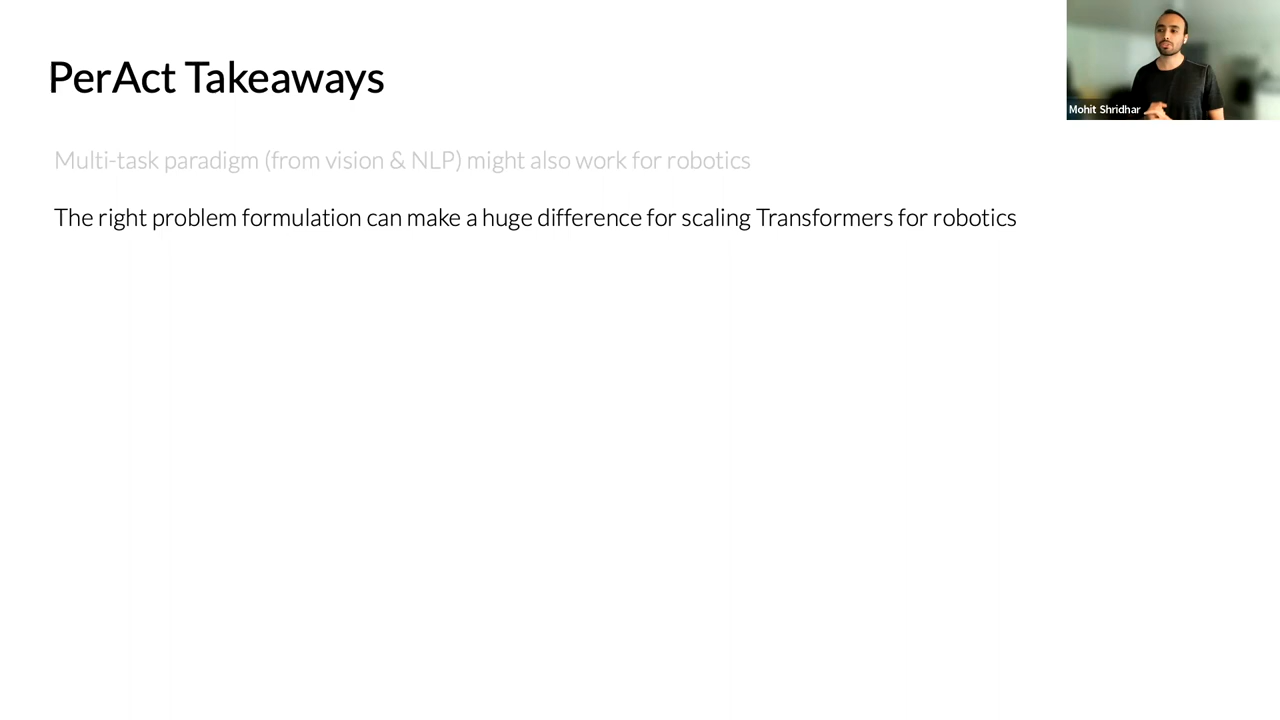 PerAct Takeaways
Mohit Shridhar
Multi-task paradigm (from vision & NLP) might also work for robotics
The right problem formulation can make a huge difference for scaling Transformers for robotics